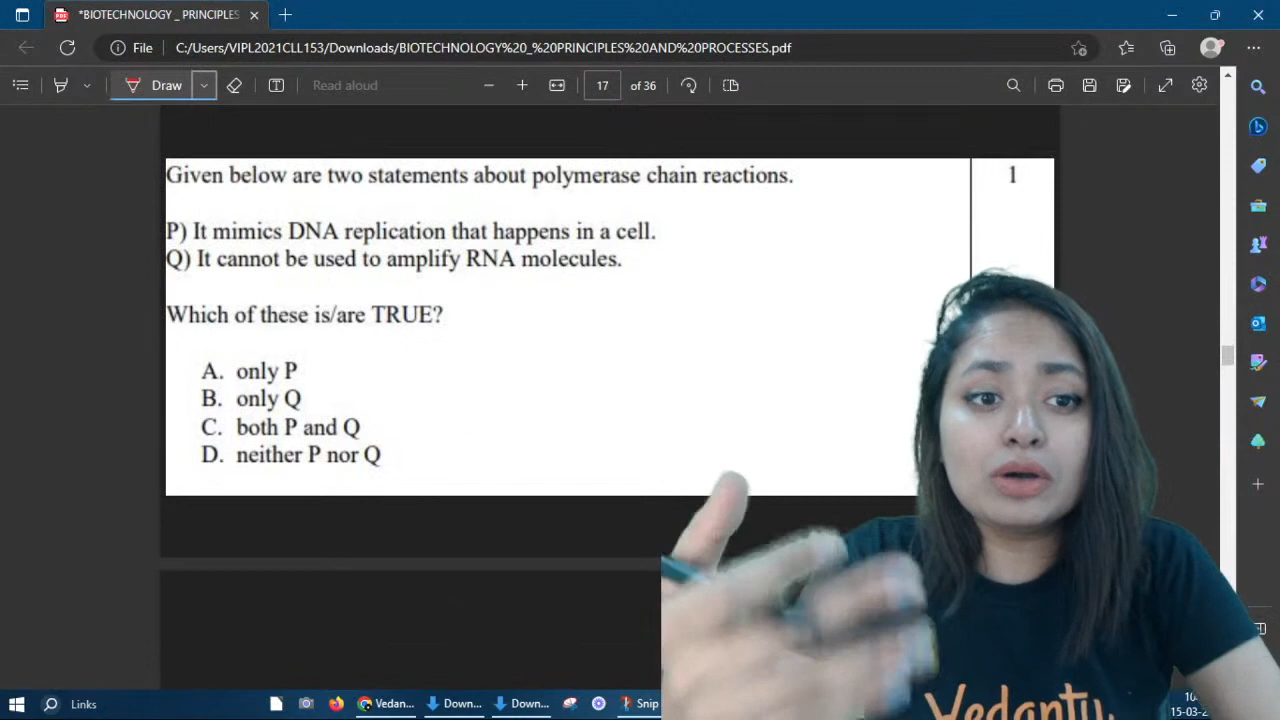 *BIOTECHNOLOGY _ PRINCIPLES
File
C:/Users/VIPL2021CLL153/Downloads/BIOTECHNOLOGY%20_%20PRINCIPLES%20AND%20PROCESSES.pdf
Draw
Read aloud
17 of 36
Given below are two statements about polymerase chain reactions.
1
P) It mimics DNA replication that happens in a cell.
Q) It cannot be used to amplify RNA molecules.
Which of these is/are TRUE?
A. only P
B. only Q
C. both P and Q
D. neither P nor Q
Vedantu
Links
Vedan...
Down...
Down...
Snip
15-03-2